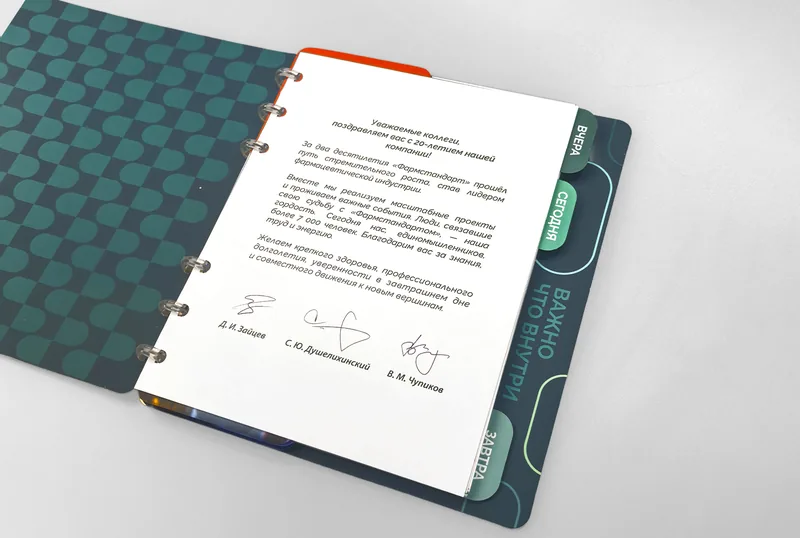 Уважаемые коллеги,
поздравляем вас с 20-летием нашей
компании!
За два десятилетия «Фармстандарт» прошёл
путь стремительного роста, став лидером
фармацевтической индустрии.
Вместе мы реализуем масштабные проекты
и проживаем важные события. Люди, связавшие
свою судьбу с «Фармстандартом», — наша
гордость. Сегодня нас, единомышленников,
более 7 000 человек. Благодарим вас за знания,
труд и энергию.
Желаем крепкого здоровья, профессионального
долголетия, уверенности в завтрашнем дне
и совместного движения к новым вершинам.
Д. И. Зайцев
С. Ю. Душелихинский
В. М. Чупиков
ВЧЕРА
СЕГОДНЯ
ВАЖНО
ЧТО ВНУТРИ
ЗАВТРА